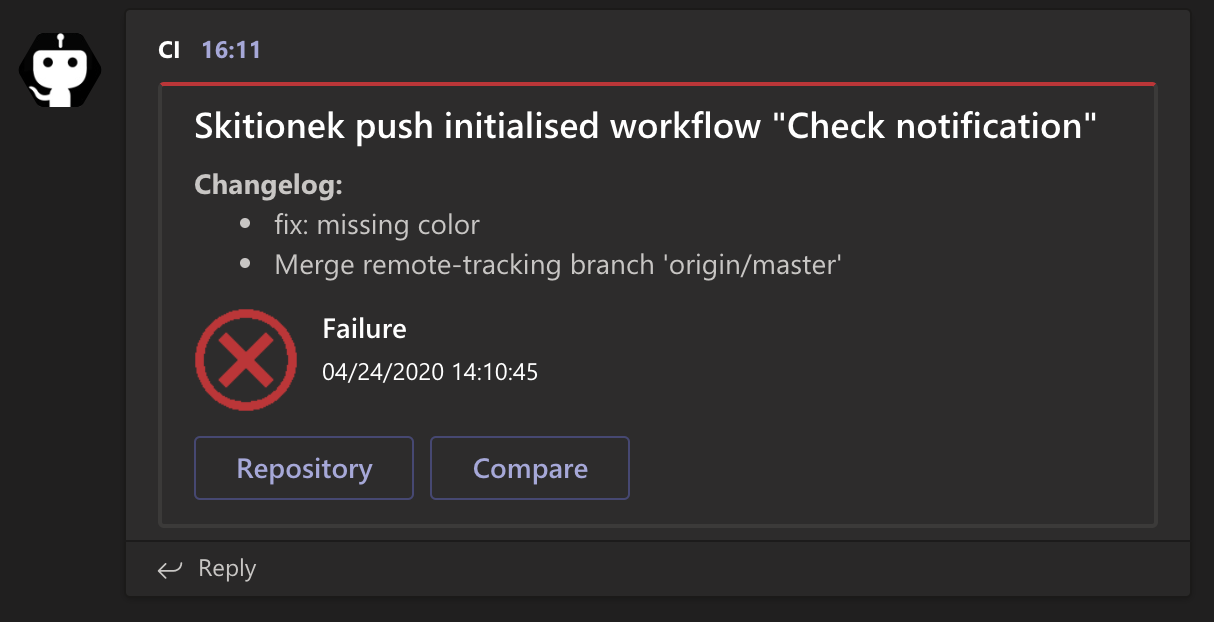 CI 16:11
Skitionek push initialised workflow "Check notification"
Changelog:
• fix: missing color
• Merge remote-tracking branch 'origin/master'
Failure
04/24/2020 14:10:45
Repository Compare
Reply